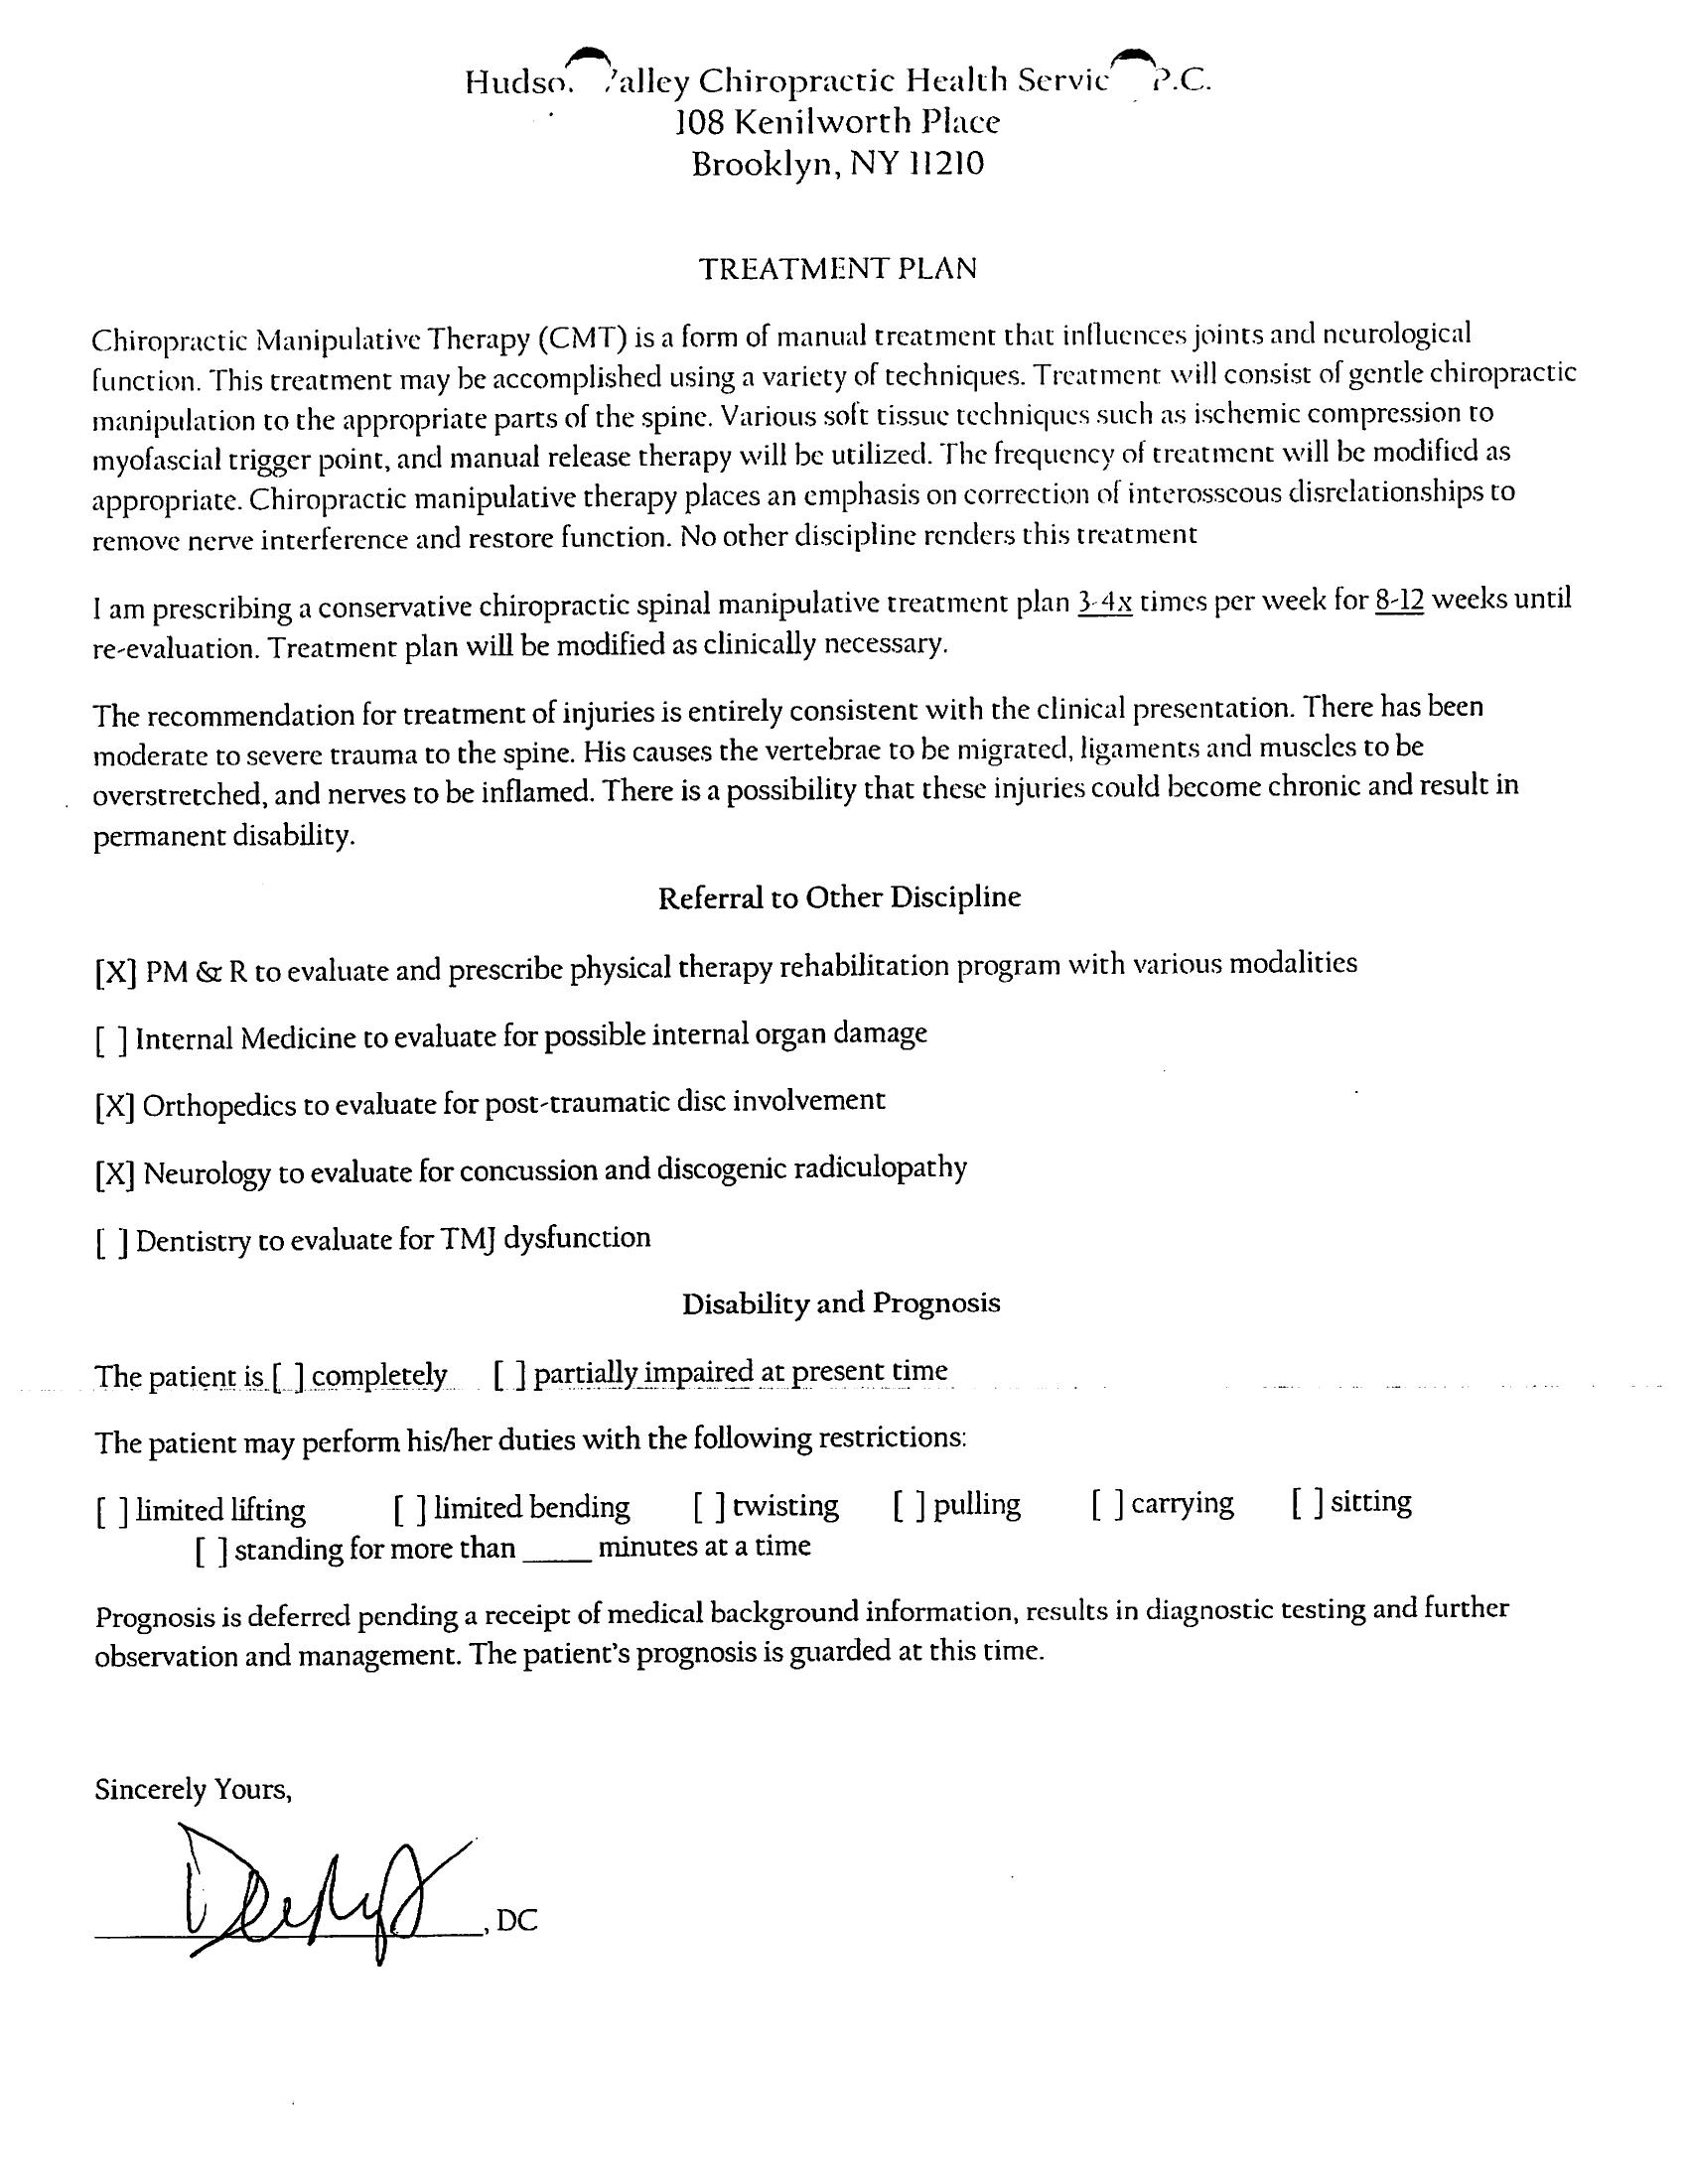 Hudso. Valley Chiropractic Health Servic P.C.
108 Kenilworth Place
Brooklyn, NY 11210
TREATMENT PLAN
Chiropractic Manipulative Therapy (CMT) is a form of manual treatment that influences joints and neurological
function. This treatment may be accomplished using a variety of techniques. Treatment will consist of gentle chiropractic
manipulation to the appropriate parts of the spine. Various soft tissue techniques such as ischemic compression to
myofascial trigger point, and manual release therapy will be utilized. The frequency of treatment will be modified as
appropriate. Chiropractic manipulative therapy places an emphasis on correction of interosseous disrelationships to
remove nerve interference and restore function. No other discipline renders this treatment
I am prescribing a conservative chiropractic spinal manipulative treatment plan 3-4x times per week for 8-12 weeks until
re-evaluation. Treatment plan will be modified as clinically necessary.
The recommendation for treatment of injuries is entirely consistent with the clinical presentation. There has been
moderate to severe trauma to the spine. His causes the vertebrae to be migrated, ligaments and muscles to be
overstretched, and nerves to be inflamed. There is a possibility that these injuries could become chronic and result in
permanent disability.
Referral to Other Discipline
[X] PM & R to evaluate and prescribe physical therapy rehabilitation program with various modalities
[ ] Internal Medicine to evaluate for possible internal organ damage
[X] Orthopedics to evaluate for post-traumatic disc involvement
[X] Neurology to evaluate for concussion and discogenic radiculopathy
[ ] Dentistry to evaluate for TMJ dysfunction
Disability and Prognosis
The patient is [ ] completely [ ] partially impaired at present time
The patient may perform his/her duties with the following restrictions:
[ ] limited lifting [ ] limited bending [ ] twisting [ ] pulling [ ] carrying [ ] sitting
[ ] standing for more than _____ minutes at a time
Prognosis is deferred pending a receipt of medical background information, results in diagnostic testing and further
observation and management. The patient's prognosis is guarded at this time.
Sincerely Yours,
, DC